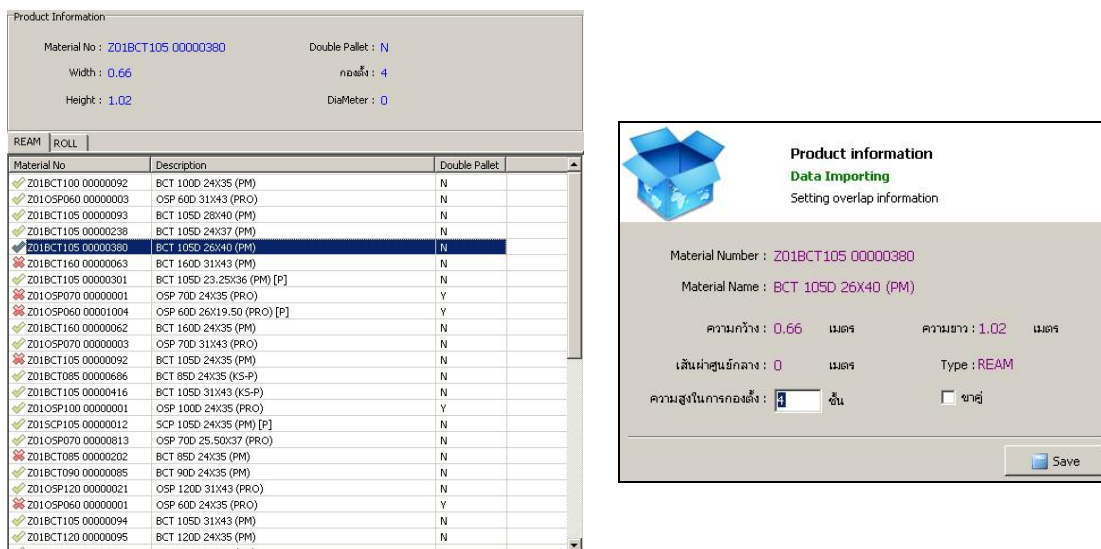 Product Information
Material No : Z01BCT105 00000380 Double Pallet : N
Width : 0.66 กองตั้ง : 4
Height : 1.02 DiaMeter : 0
REAM ROLL
Material No Description Double Pallet
Z01BCT100 00000092 BCT 100D 24X35 (PM) N
Z01OSP060 00000003 OSP 60D 31X43 (PRO) N
Z01BCT105 00000093 BCT 105D 28X40 (PM) N
Z01BCT105 00000238 BCT 105D 24X37 (PM) N
Z01BCT105 00000380 BCT 105D 26X40 (PM) N
Z01BCT160 00000063 BCT 160D 31X43 (PM) N
Z01BCT105 00000301 BCT 105D 23.25X36 (PM) [P] N
Z01OSP070 00000001 OSP 70D 24X35 (PRO) Y
Z01OSP060 00001004 OSP 60D 26X19.50 (PRO) [P] Y
Z01BCT160 00000062 BCT 160D 24X35 (PM) N
Z01OSP070 00000003 OSP 70D 31X43 (PRO) N
Z01BCT105 00000092 BCT 105D 24X35 (PM) N
Z01BCT085 00000686 BCT 85D 24X35 (KS-P) N
Z01BCT105 00000416 BCT 105D 31X43 (KS-P) N
Z01OSP100 00000001 OSP 100D 24X35 (PRO) Y
Z01SCP105 00000012 SCP 105D 24X35 (PM) [P] N
Z01OSP070 00000813 OSP 70D 25.50X37 (PRO) N
Z01BCT085 00000202 BCT 85D 24X35 (PM) N
Z01BCT090 00000085 BCT 90D 24X35 (PM) N
Z01OSP120 00000021 OSP 120D 31X43 (PRO) N
Z01OSP060 00000001 OSP 60D 24X35 (PRO) Y
Z01BCT105 00000094 BCT 105D 31X43 (PM) N
Z01BCT120 00000095 BCT 120D 24X35 (PM) N
Product information
Data Importing
Setting overlap information
Material Number : Z01BCT105 00000380
Material Name : BCT 105D 26X40 (PM)
ความกว้าง : 0.66 เมตร ความยาว : 1.02 เมตร
เส้นผ่าศูนย์กลาง : 0 เมตร Type : REAM
ความสูงในการกองตั้ง : 4 ชั้น ขาคู่
Save